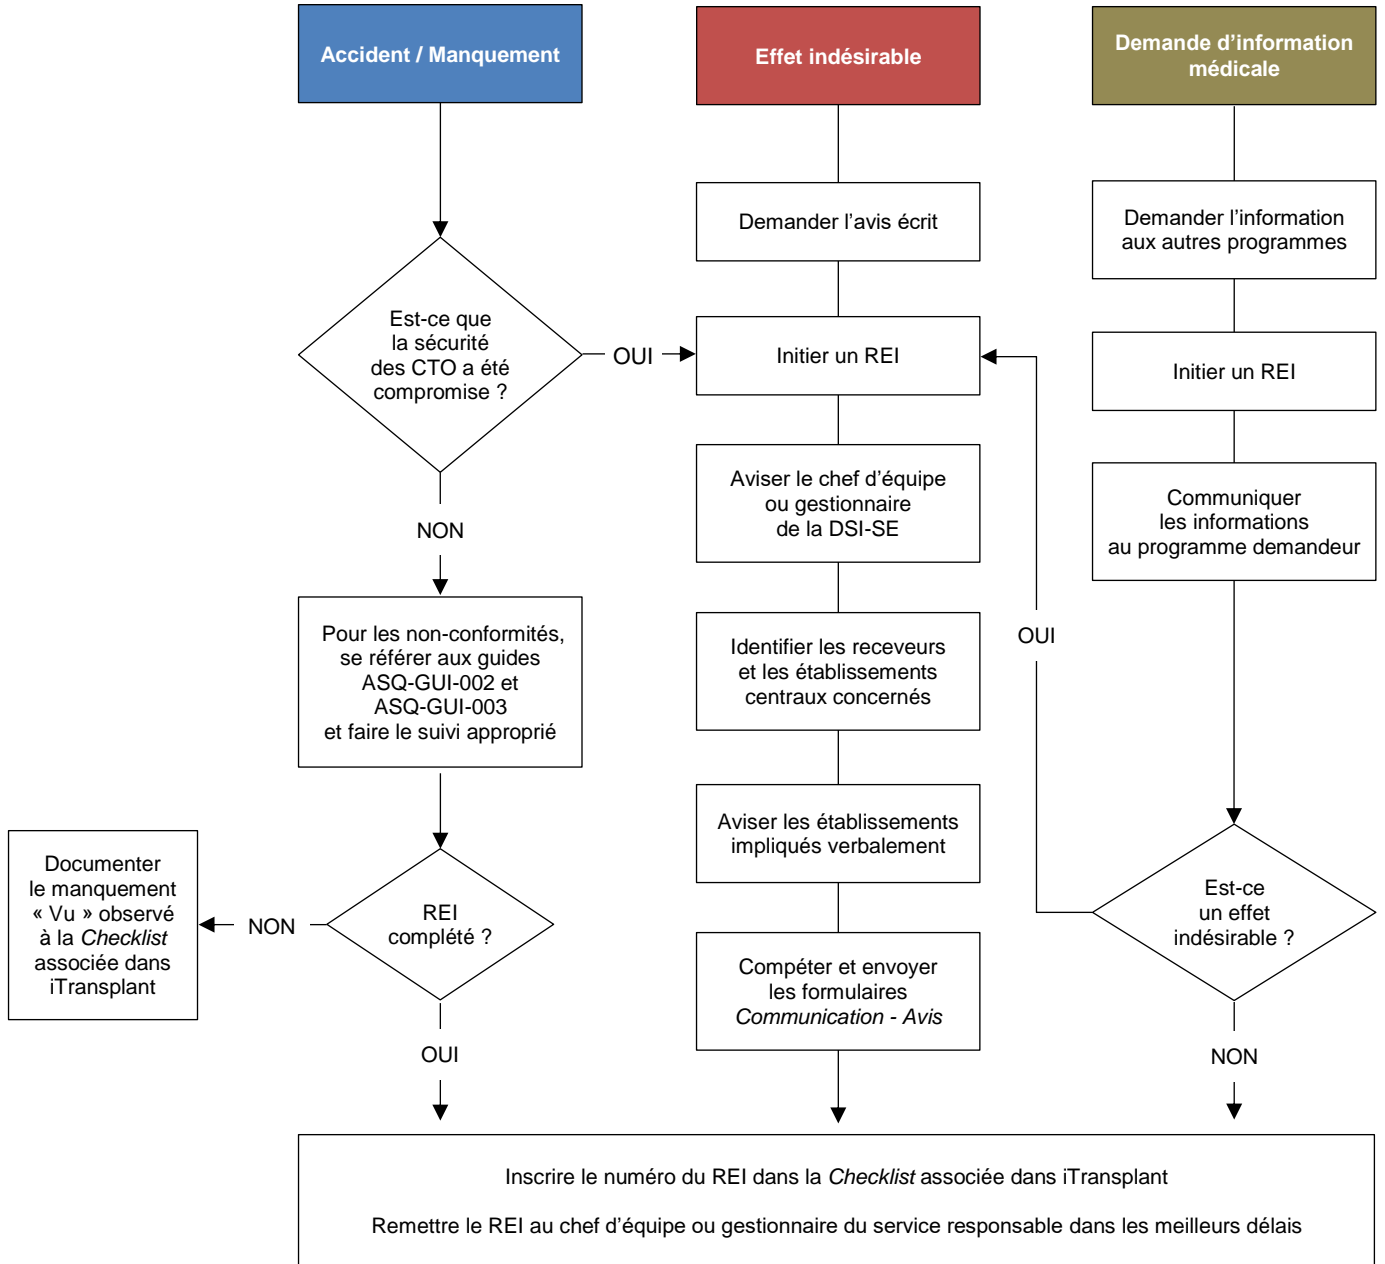 Accident / Manquement
Est-ce que
la sécurité
des CTO a été
compromise ?
OUI
NON
Pour les non-conformités,
se référer aux guides
ASQ-GUI-002 et
ASQ-GUI-003
et faire le suivi approprié
REI
complété ?
NON
Documenter
le manquement
« Vu » observé
à la Checklist
associée dans
iTransplant
OUI
Effet indésirable
Demander l’avis écrit
Initier un REI
Aviser le chef d’équipe
ou gestionnaire
de la DSI-SE
Identifier les receveurs
et les établissements
centraux concernés
Aviser les établissements
impliqués verbalement
Compéter et envoyer
les formulaires
Communication - Avis
Demande d’information
médicale
Demander l’information
aux autres programmes
Initier un REI
Communiquer
les informations
au programme demandeur
Est-ce
un effet
indésirable ?
OUI
NON
Inscrire le numéro du REI dans la Checklist associée dans iTransplant
Remettre le REI au chef d’équipe ou gestionnaire du service responsable dans les meilleurs délais